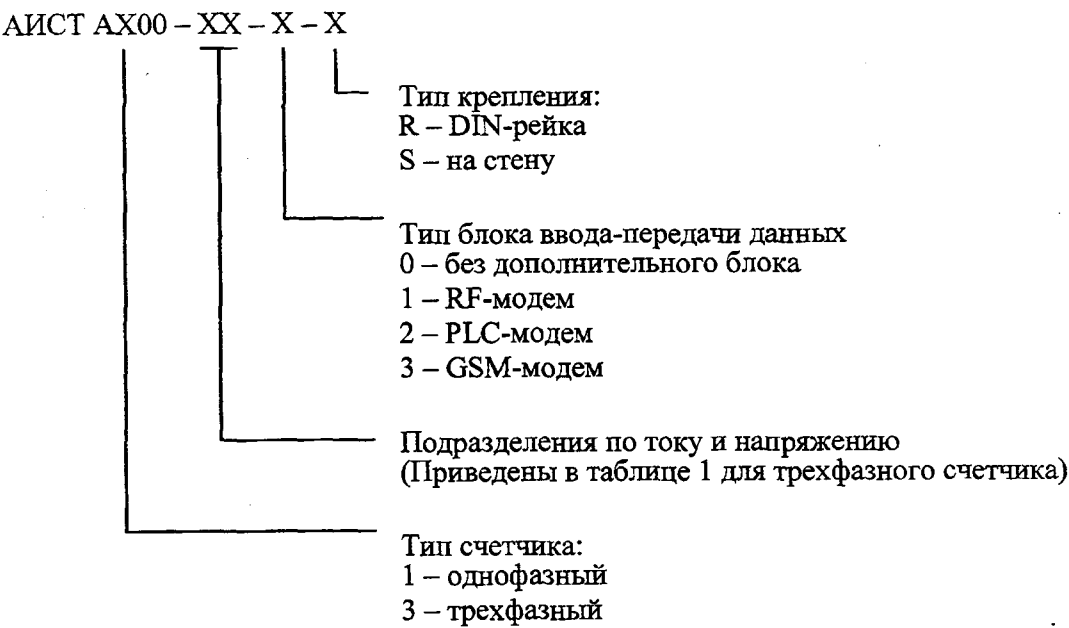 АИСТ АХ00 – ХХ – Х – Х
Тип крепления:
R – DIN-рейка
S – на стену
Тип блока ввода-передачи данных
0 – без дополнительного блока
1 – RF-модем
2 – PLC-модем
3 – GSM-модем
Подразделения по току и напряжению
(Приведены в таблице 1 для трехфазного счетчика)
Тип счетчика:
1 – однофазный
3 – трехфазный